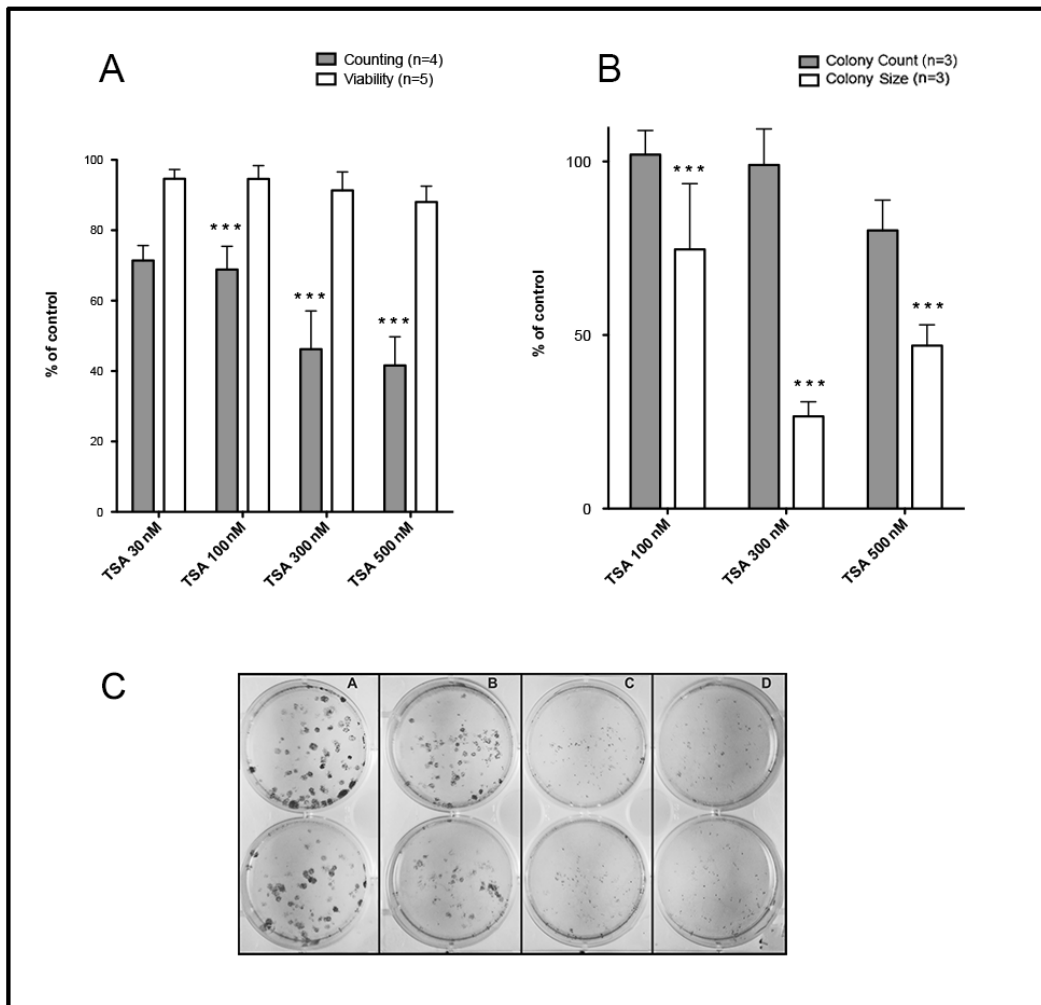 A
Counting (n=4)
Viability (n=5)
% of control
100
80
60
40
20
0
***
***
***
TSA 30 nM
TSA 100 nM
TSA 300 nM
TSA 500 nM
B
Colony Count (n=3)
Colony Size (n=3)
% of control
100
50
0
***
***
***
TSA 100 nM
TSA 300 nM
TSA 500 nM
C
A
B
C
D